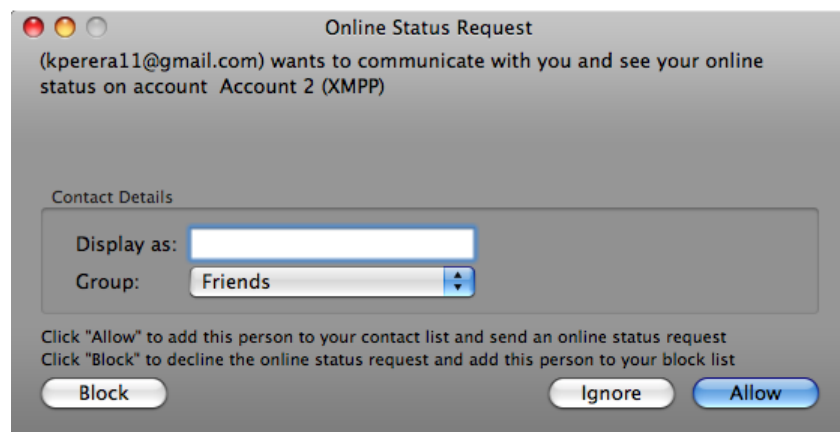 Online Status Request
(kperera11@gmail.com) wants to communicate with you and see your online
status on account  Account 2 (XMPP)
Contact Details
Display as:
Group: Friends
Click "Allow" to add this person to your contact list and send an online status request
Click "Block" to decline the online status request and add this person to your block list
Block Ignore Allow